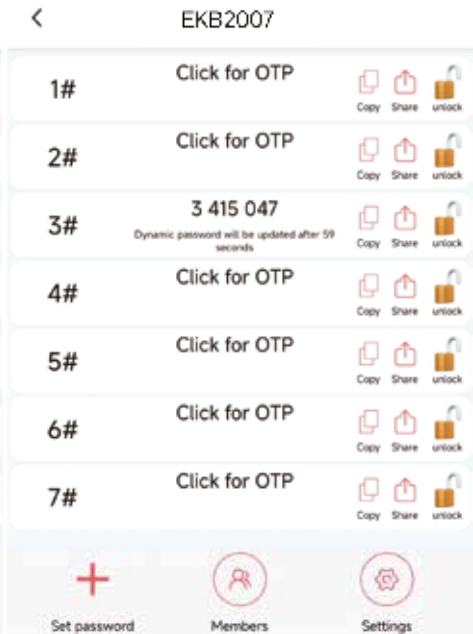 EKB2007
1#
Click for OTP
Copy Share unlock
2#
Click for OTP
Copy Share unlock
3#
3 415 047
Dynamic password will be updated after 59
seconds
Copy Share unlock
4#
Click for OTP
Copy Share unlock
5#
Click for OTP
Copy Share unlock
6#
Click for OTP
Copy Share unlock
7#
Click for OTP
Copy Share unlock
Set password Members Settings